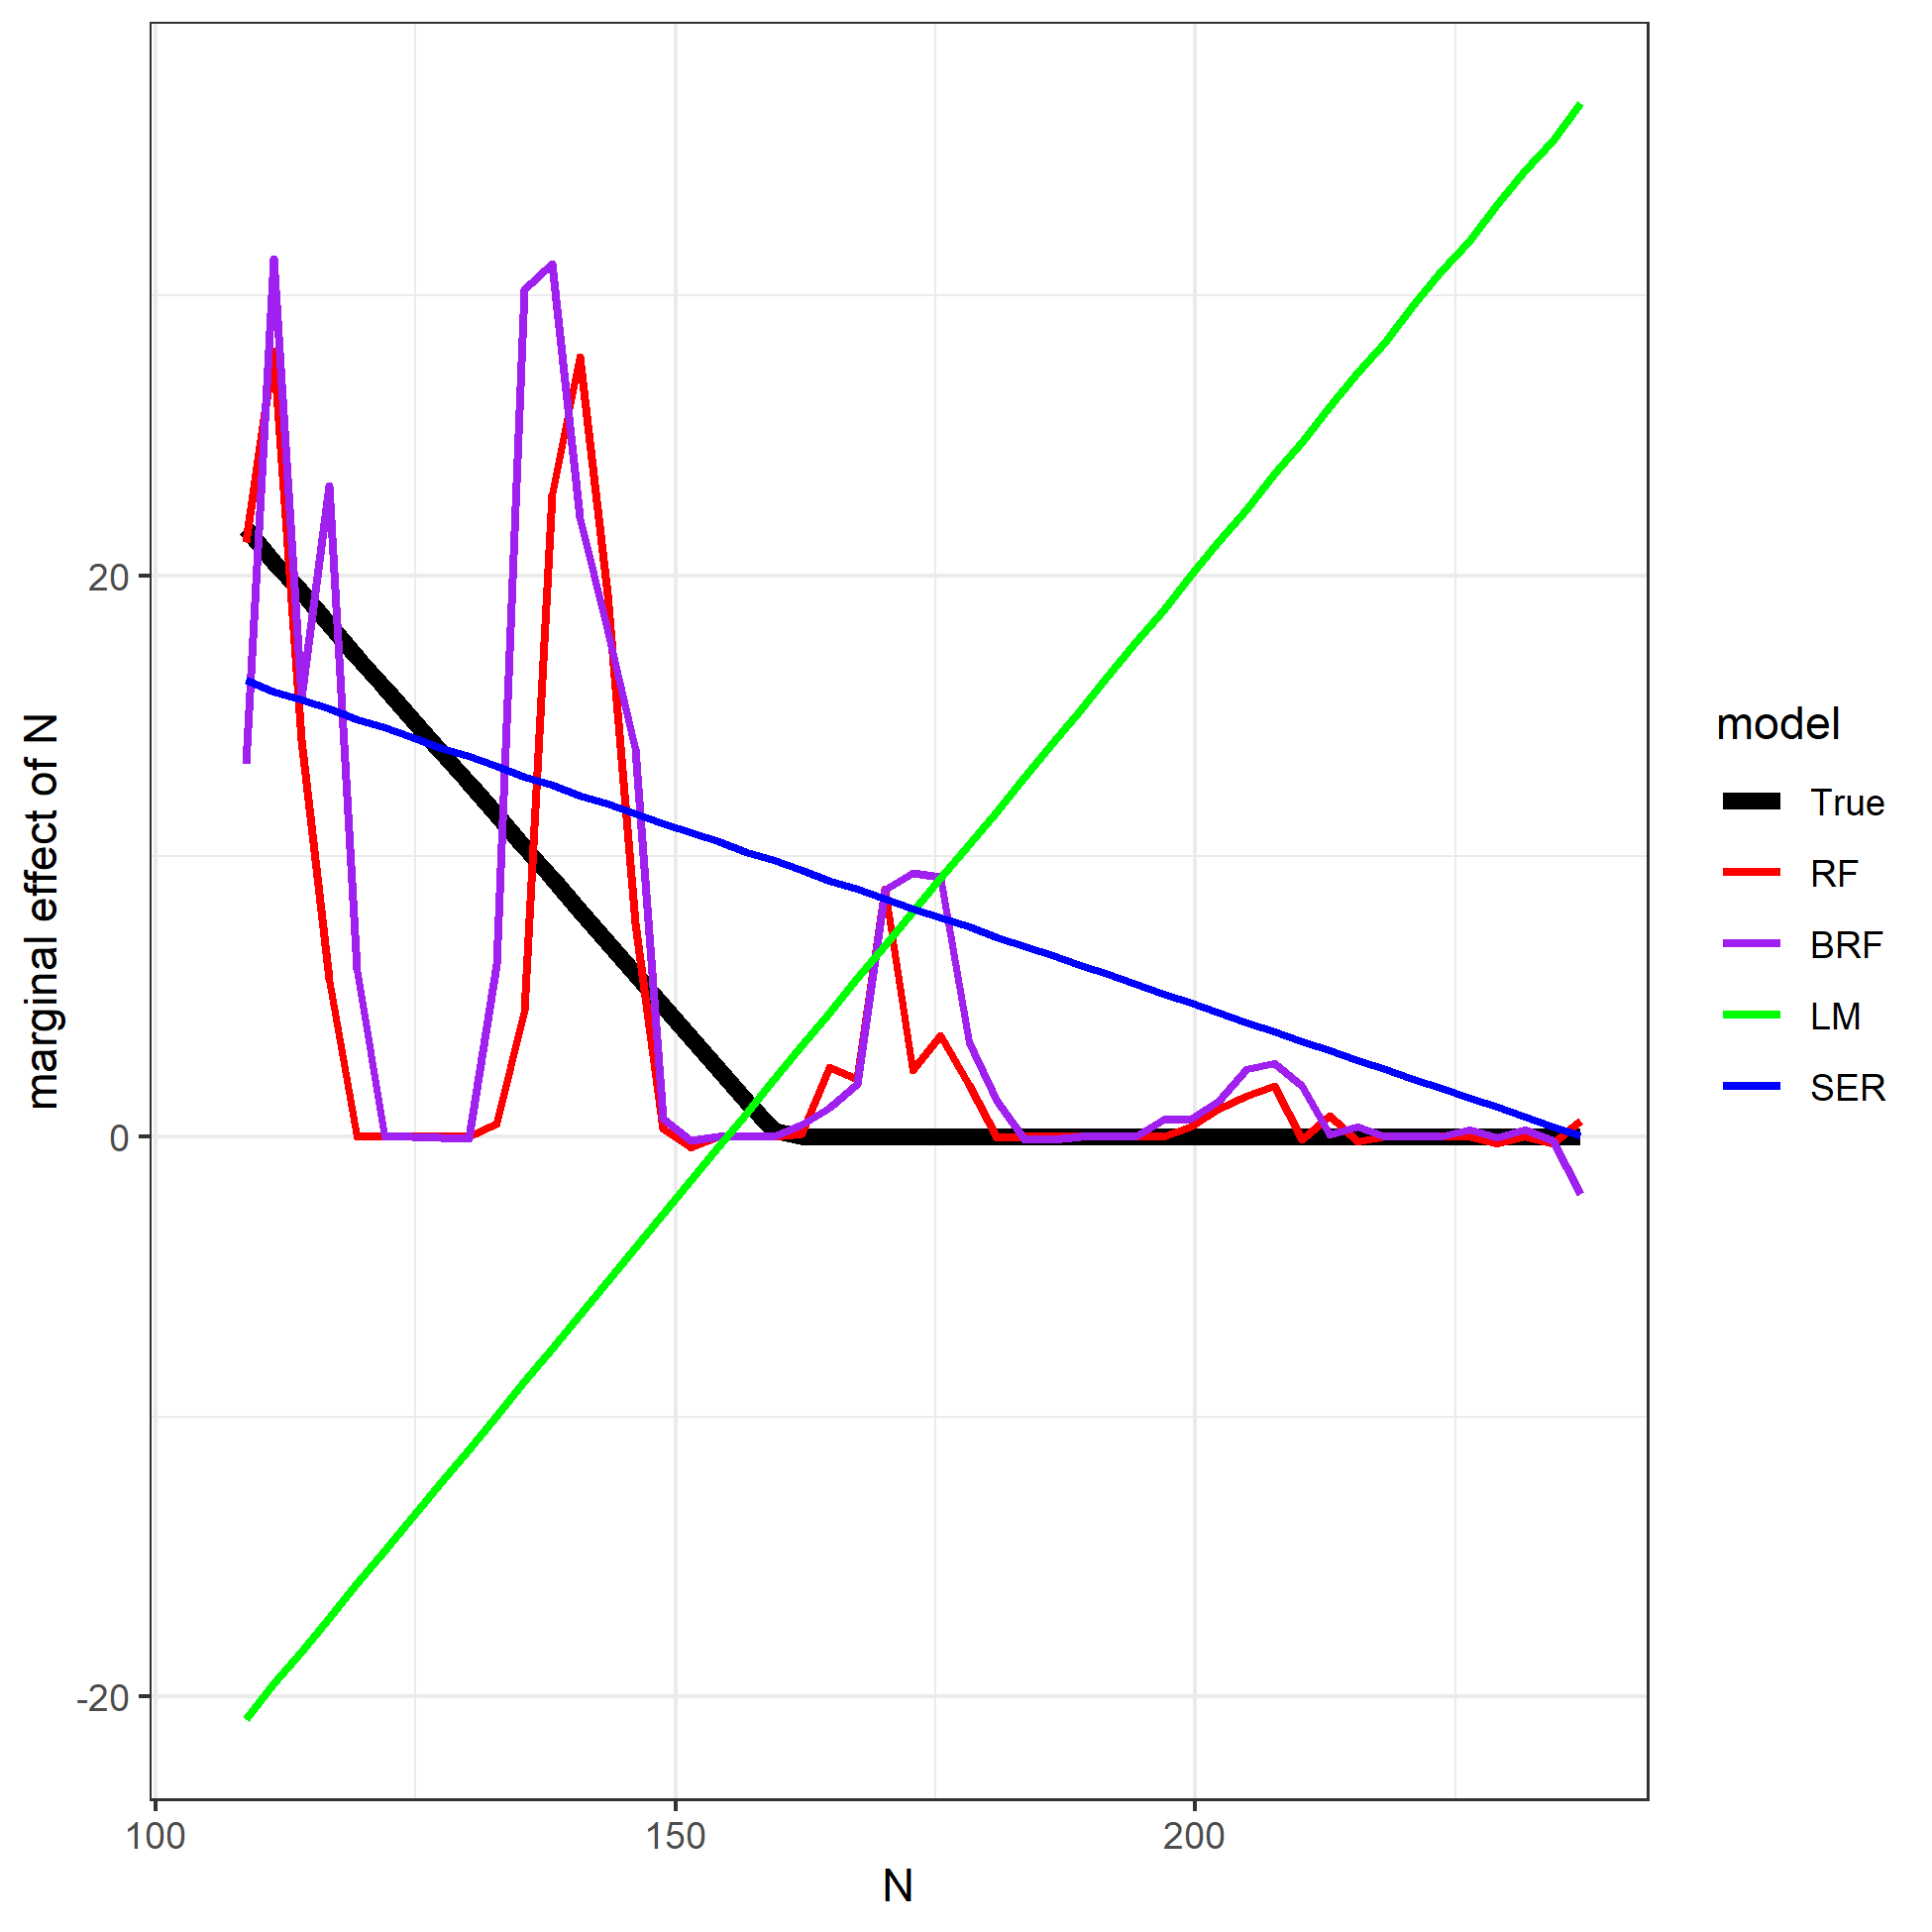 marginal effect of N
20
0
-20
100
150
200
N
model
True
RF
BRF
LM
SER